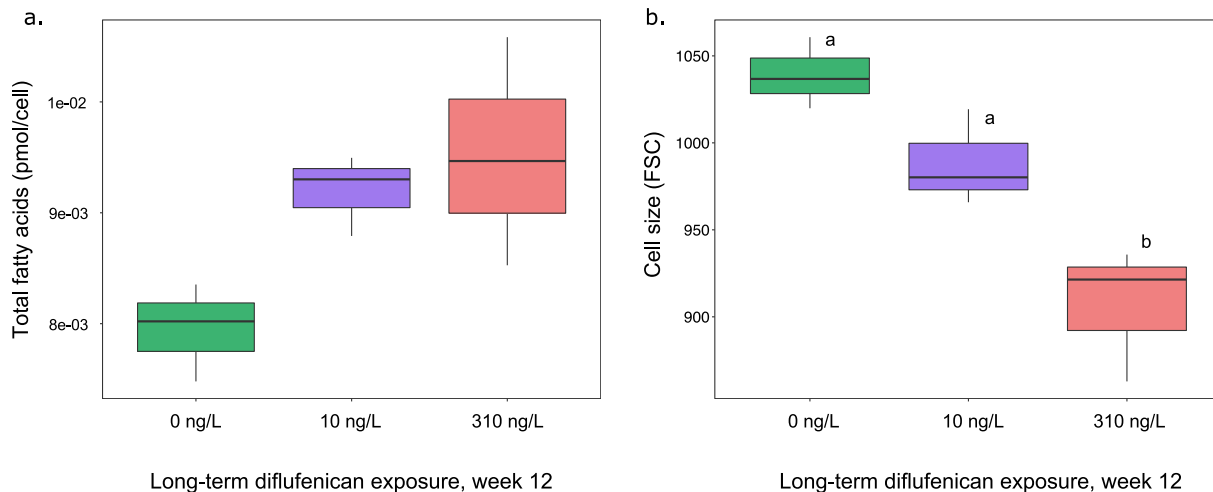 a.
Total fatty acids (pmol/cell)
1e-02
9e-03
8e-03
0 ng/L 10 ng/L 310 ng/L
Long-term diflufenican exposure, week 12
b.
Cell size (FSC)
1050
1000
950
900
a
a
b
0 ng/L 10 ng/L 310 ng/L
Long-term diflufenican exposure, week 12